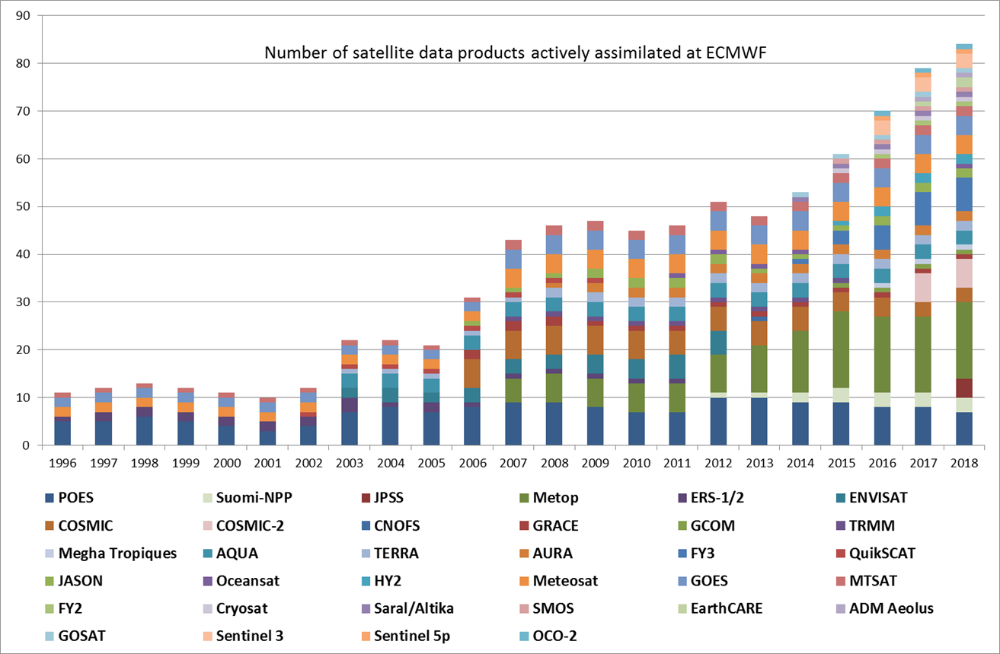 Number of satellite data products actively assimilated at ECMWF
90
80
70
60
50
40
30
20
10
0
1996 1997 1998 1999 2000 2001 2002 2003 2004 2005 2006 2007 2008 2009 2010 2011 2012 2013 2014 2015 2016 2017 2018
POES Suomi-NPP JPSS Metop ERS-1/2 ENVISAT
COSMIC COSMIC-2 CNOFS GRACE GCOM TRMM
Megha Tropiques AQUA TERRA AURA FY3 QuikSCAT
JASON Oceansat HY2 Meteosat GOES MTSAT
FY2 Cryosat Saral/Altika SMOS EarthCARE ADM Aeolus
GOSAT Sentinel 3 Sentinel 5p OCO-2